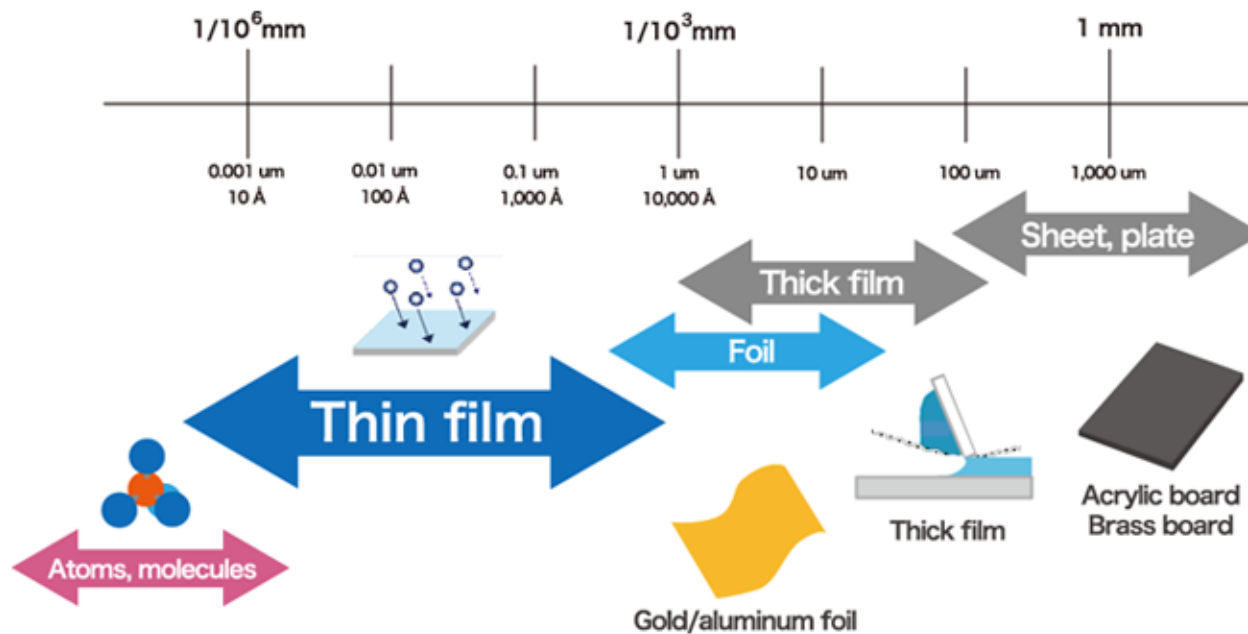 1/10⁶mm
1/10³mm
1 mm
0.001 um
10 Å
0.01 um
100 Å
0.1 um
1,000 Å
1 um
10,000 Å
10 um
100 um
1,000 um
Sheet, plate
Thick film
Foil
Thin film
Atoms, molecules
Gold/aluminum foil
Thick film
Acrylic board
Brass board